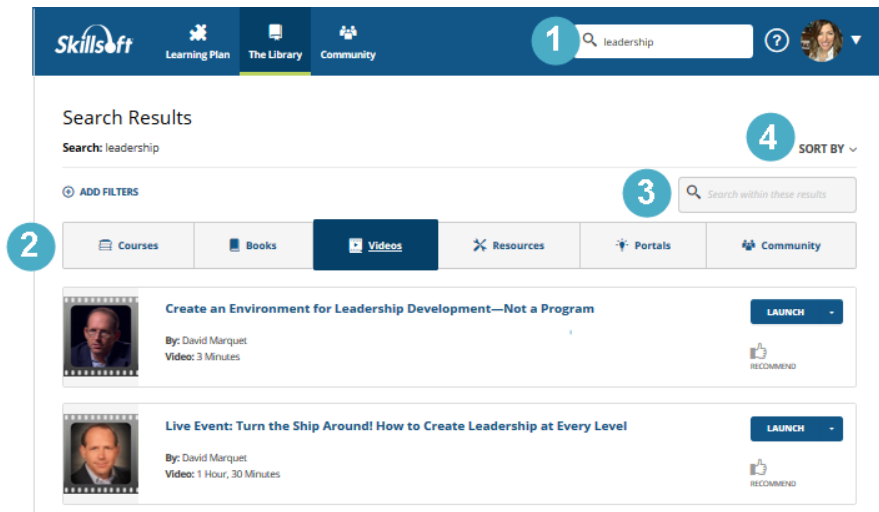 Skillsoft
Learning Plan
The Library
Community
1
leadership
?
Search Results
Search: leadership
4
SORT BY
ADD FILTERS
3
Search within these results
2
Courses
Books
Videos
Resources
Portals
Community
Create an Environment for Leadership Development—Not a Program
By: David Marquet
Video: 3 Minutes
LAUNCH
RECOMMEND
Live Event: Turn the Ship Around! How to Create Leadership at Every Level
By: David Marquet
Video: 1 Hour, 30 Minutes
LAUNCH
RECOMMEND